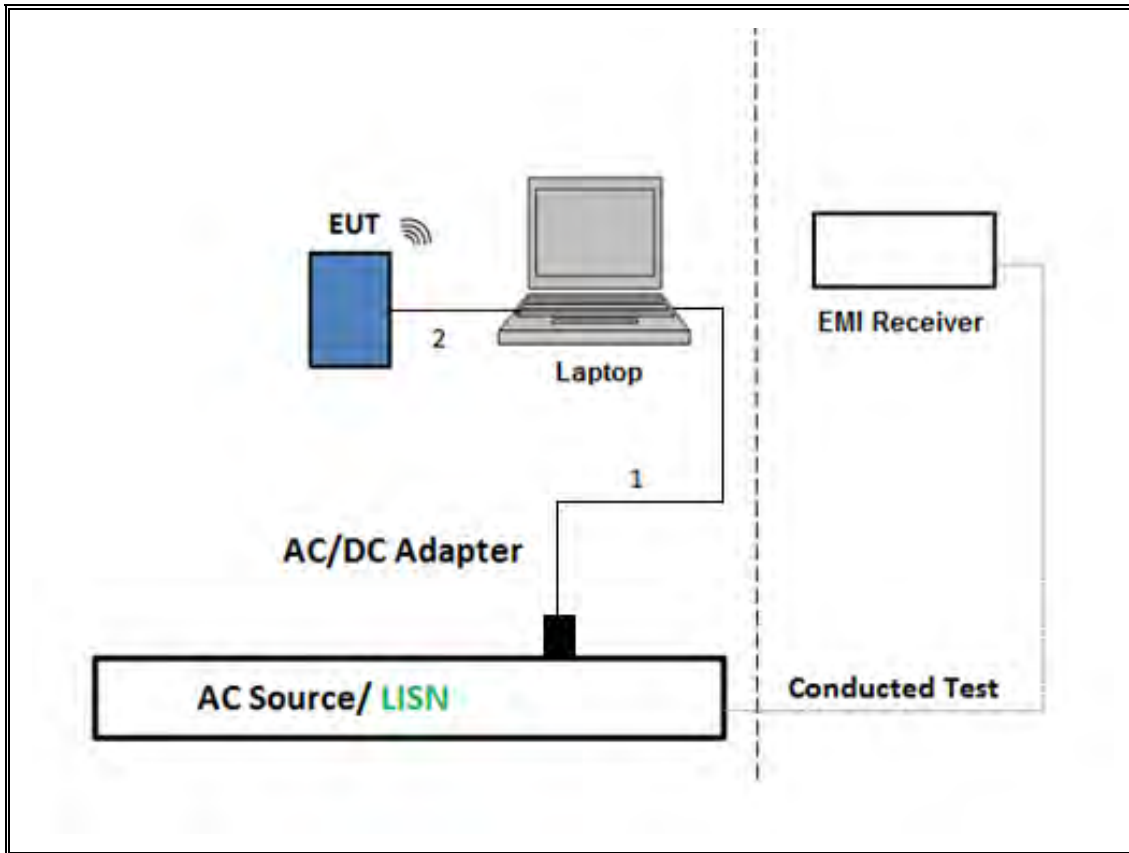 EUT
2
Laptop
EMI Receiver
1
AC/DC Adapter
AC Source/ LISN
Conducted Test